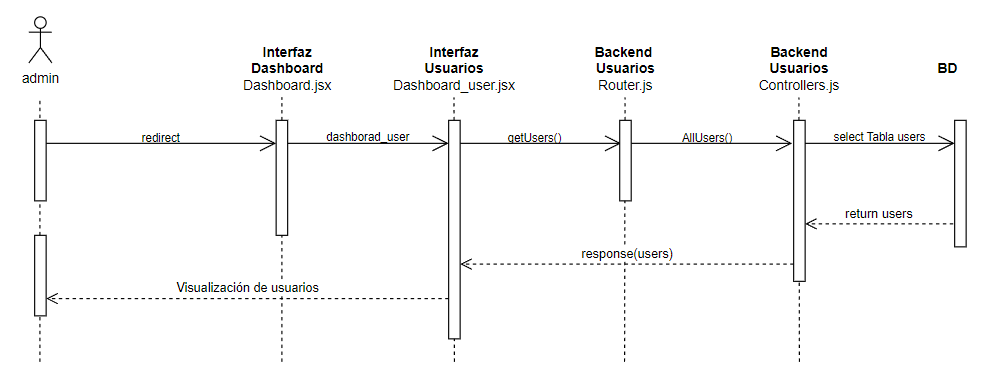 admin
Interfaz
Dashboard
Dashboard.jsx
Interfaz
Usuarios
Dashboard_user.jsx
Backend
Usuarios
Router.js
Backend
Usuarios
Controllers.js
BD
redirect
dashborad_user
getUsers()
AllUsers()
select Tabla users
return users
response(users)
Visualización de usuarios